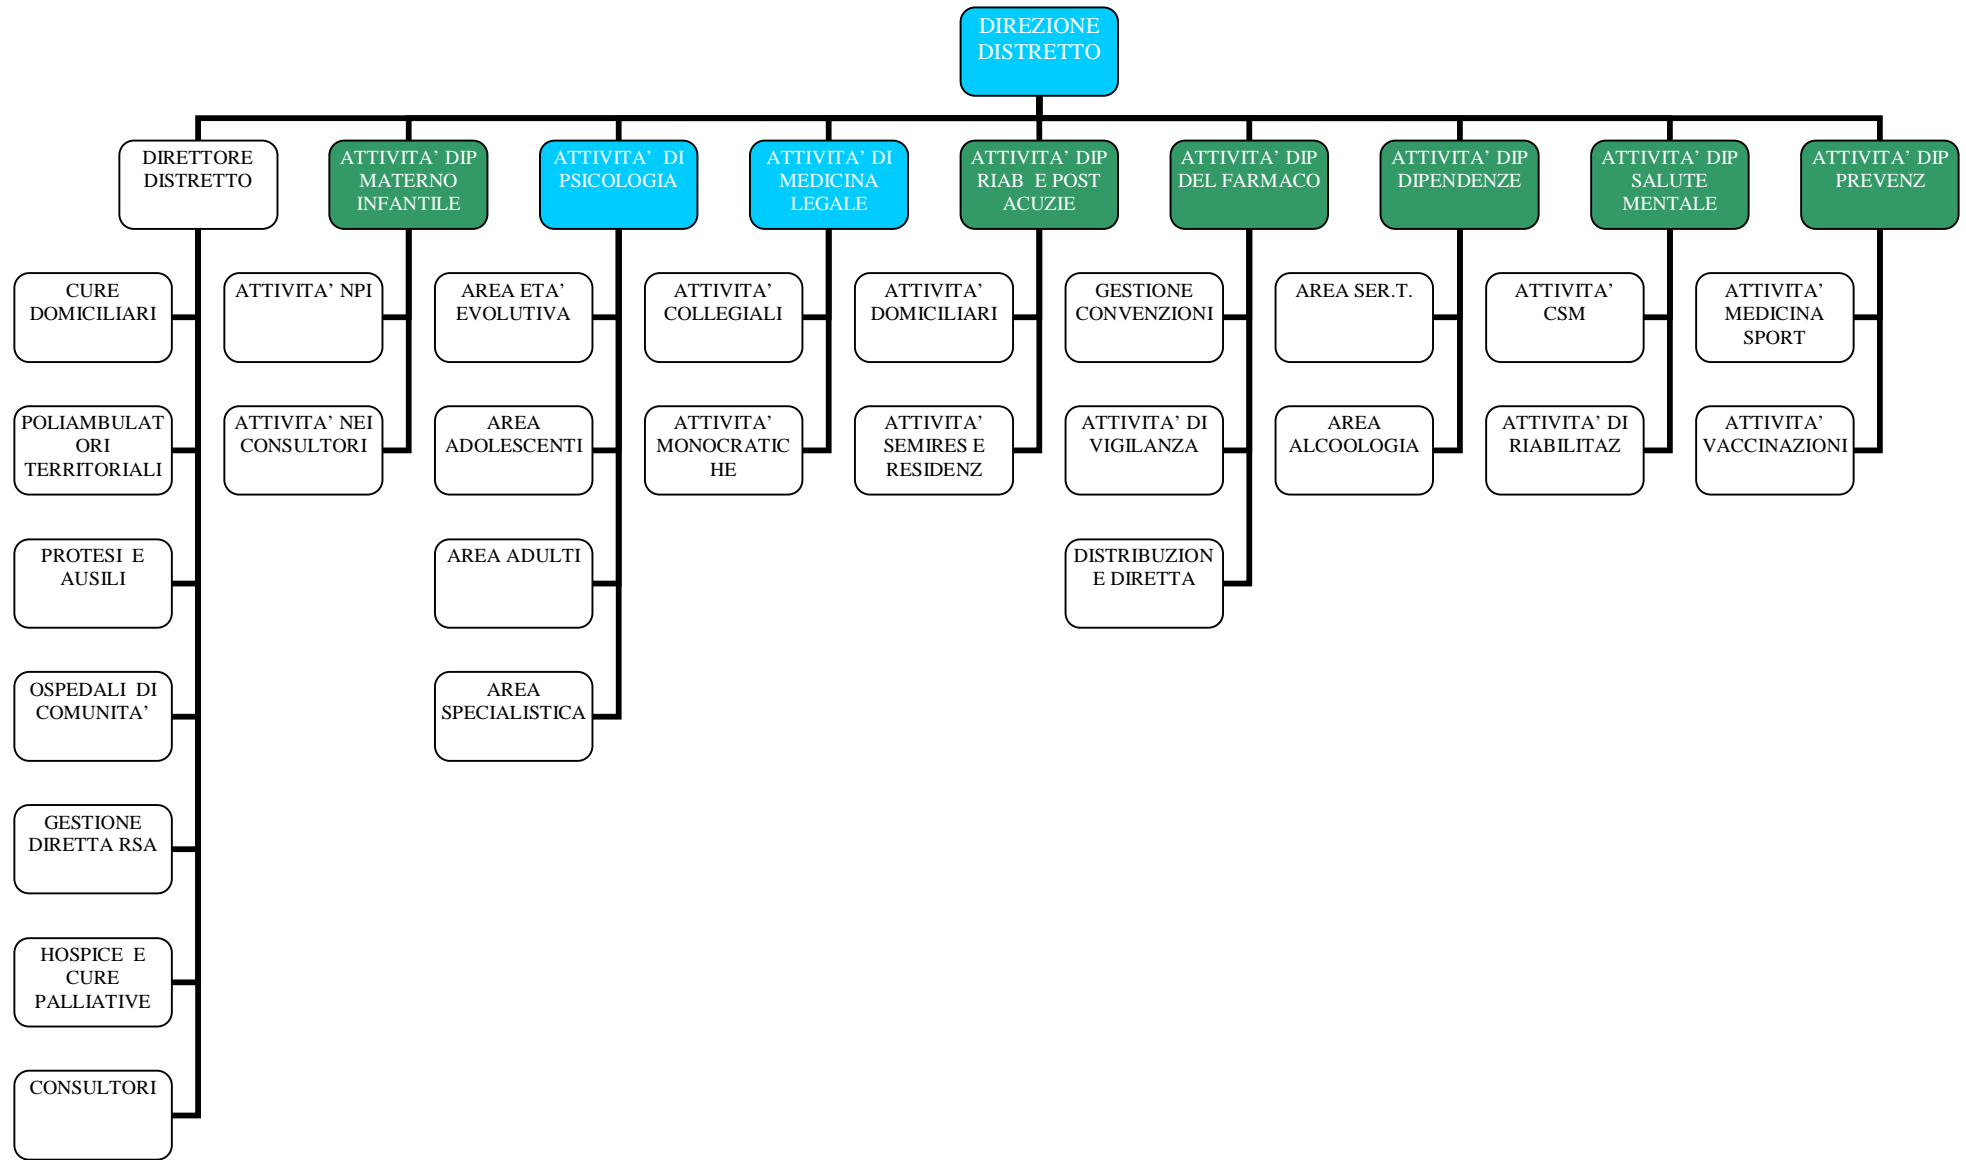 DIREZIONE
DISTRETTO
DIRETTORE
DISTRETTO
ATTIVITA’ DIP
MATERNO
INFANTILE
ATTIVITA’ DI
PSICOLOGIA
ATTIVITA’ DI
MEDICINA
LEGALE
ATTIVITA’ DIP
RIAB E POST
ACUZIE
ATTIVITA’ DIP
DEL FARMACO
ATTIVITA’ DIP
DIPENDENZE
ATTIVITA’ DIP
SALUTE
MENTALE
ATTIVITA’ DIP
PREVENZ
CURE
DOMICILIARI
ATTIVITA’ NPI
AREA ETA’
EVOLUTIVA
ATTIVITA’
COLLEGIALI
ATTIVITA’
DOMICILIARI
GESTIONE
CONVENZIONI
AREA SER.T.
ATTIVITA’
CSM
ATTIVITA’
MEDICINA
SPORT
POLIAMBULAT
ORI
TERRITORIALI
ATTIVITA’ NEI
CONSULTORI
AREA
ADOLESCENTI
ATTIVITA’
MONOCRATIC
HE
ATTIVITA’
SEMIRES E
RESIDENZ
ATTIVITA’ DI
VIGILANZA
AREA
ALCOOLOGIA
ATTIVITA’ DI
RIABILITAZ
ATTIVITA’
VACCINAZIONI
PROTESI E
AUSILI
AREA ADULTI
DISTRIBUZION
E DIRETTA
OSPEDALI DI
COMUNITA’
AREA
SPECIALISTICA
GESTIONE
DIRETTA RSA
HOSPICE E
CURE
PALLIATIVE
CONSULTORI